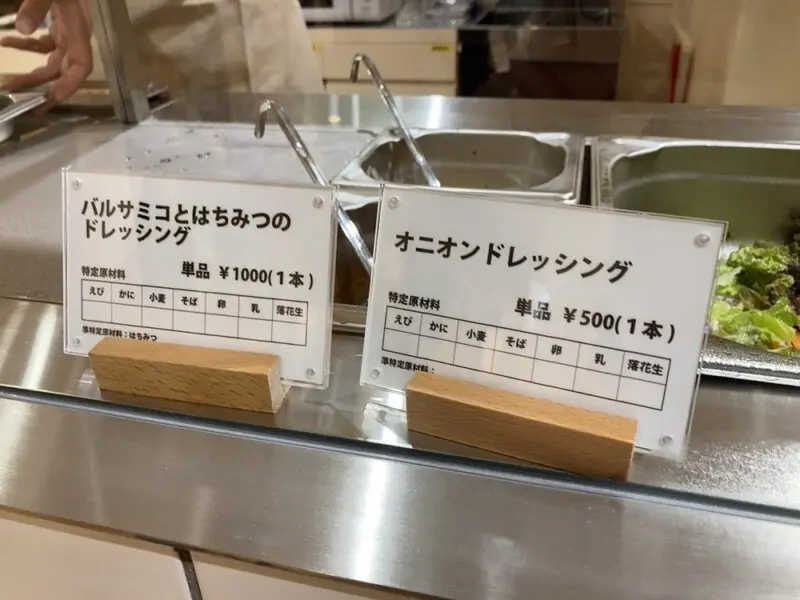 バルサミコとはちみつの
ドレッシング
単品 ¥1000(1本)
特定原材料
えび かに 小麦 そば 卵 乳 落花生
準特定原材料:はちみつ
オニオンドレッシング
単品 ¥500(1本)
特定原材料
えび かに 小麦 そば 卵 乳 落花生
準特定原材料: